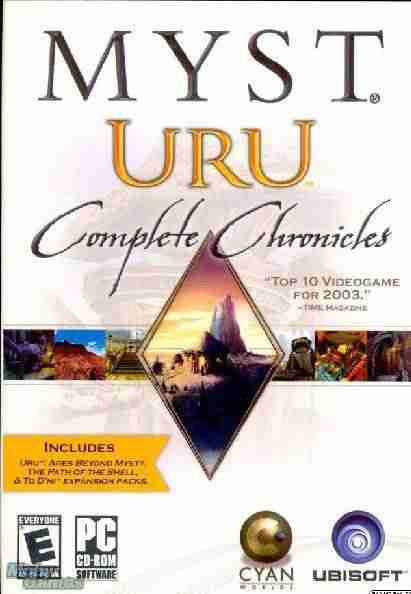 MYST®
URU™
Complete Chronicles
"TOP 10 VIDEOGAME
FOR 2003."
–TIME MAGAZINE
INCLUDES
URU™ AGES BEYOND MYST®,
THE PATH OF THE SHELL,
& TO D'NI™ EXPANSION PACKS.
EVERYONE
E
PC
CD-ROM
SOFTWARE
CYAN
WORLDS
UBISOFT